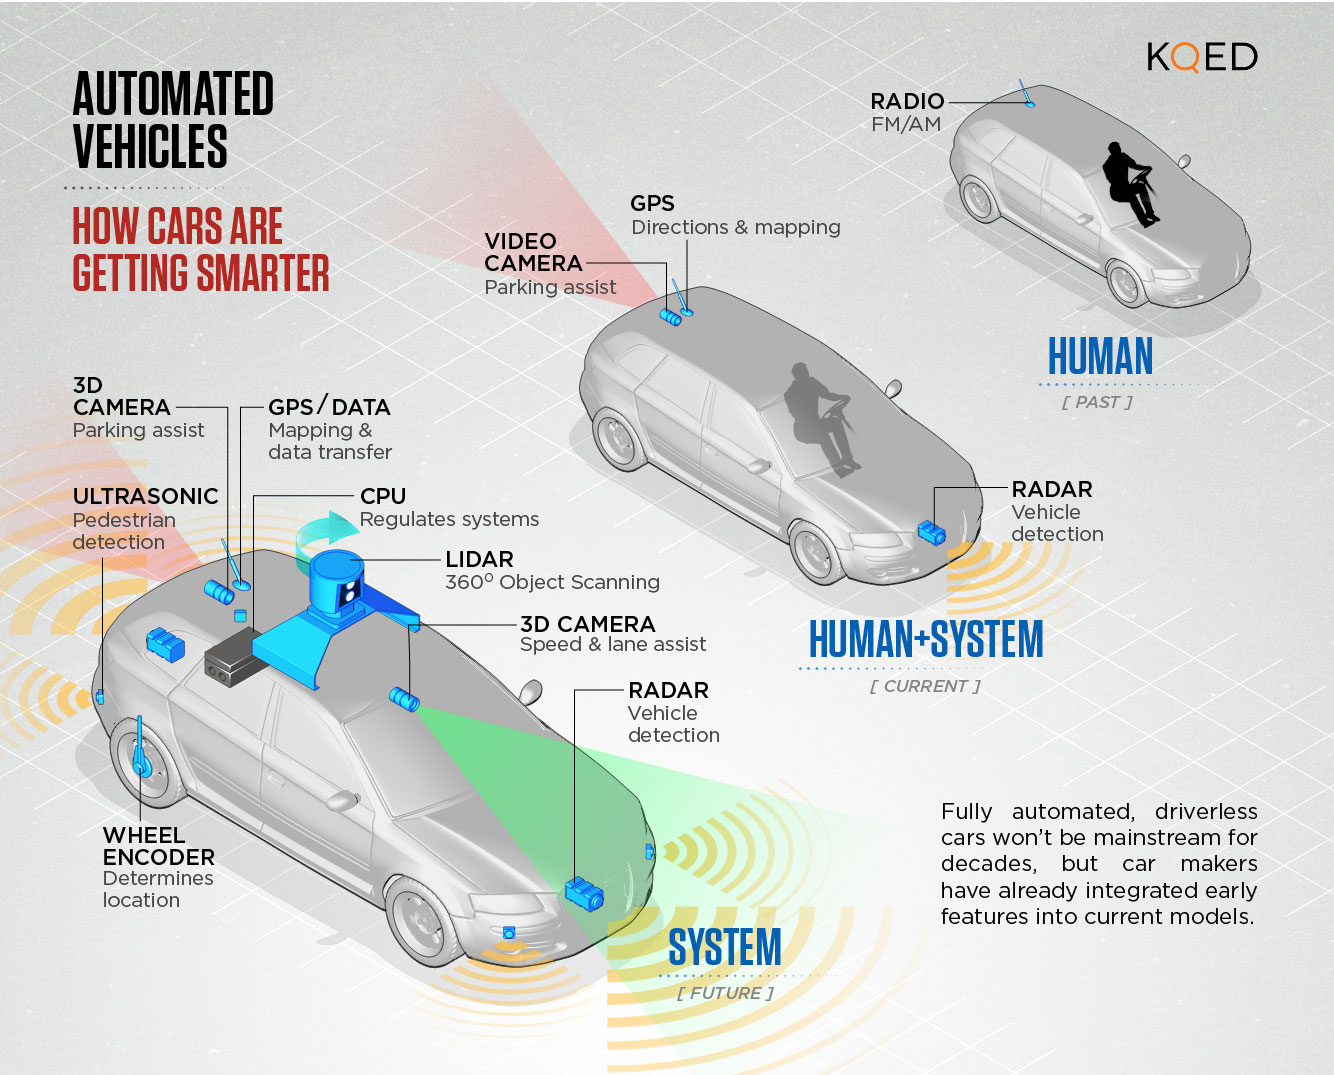 AUTOMATED
VEHICLES
HOW CARS ARE
GETTING SMARTER
KQED
RADIO
FM/AM
HUMAN
[ PAST ]
GPS
Directions & mapping
VIDEO
CAMERA
Parking assist
RADAR
Vehicle
detection
HUMAN+SYSTEM
[ CURRENT ]
3D
CAMERA
Parking assist
GPS/DATA
Mapping &
data transfer
ULTRASONIC
Pedestrian
detection
CPU
Regulates systems
LIDAR
360° Object Scanning
3D CAMERA
Speed & lane assist
RADAR
Vehicle
detection
WHEEL
ENCODER
Determines
location
SYSTEM
[ FUTURE ]
Fully automated, driverless
cars won't be mainstream for
decades, but car makers
have already integrated early
features into current models.